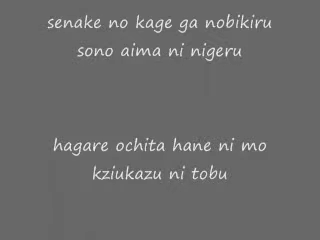 senake no kage ga nobikiru
sono aima ni nigeru
hagare ochita hane ni mo
kziukazu ni tobu